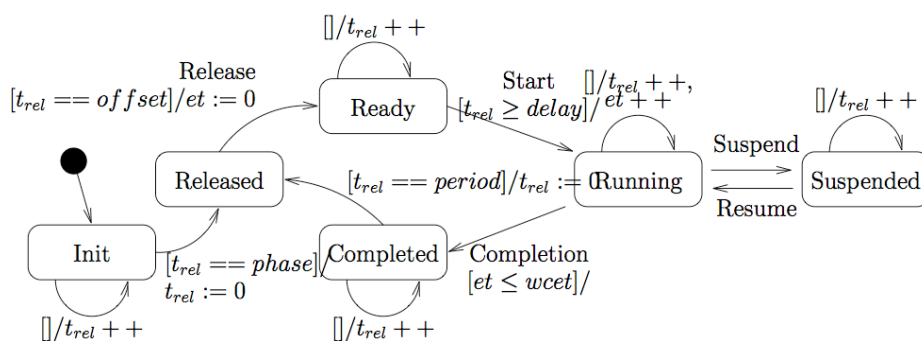 []/t_rel ++
Release
[t_rel == offset]/et := 0
Ready
Start
[t_rel ≥ delay]/
[]/t_rel ++,
et ++
[]/t_rel ++
Released
[t_rel == period]/t_rel := 0
Running
Suspend
Resume
Suspended
Init
[t_rel == phase]/
t_rel := 0
Completed
Completion
[et ≤ wcet]/
[]/t_rel ++
[]/t_rel ++